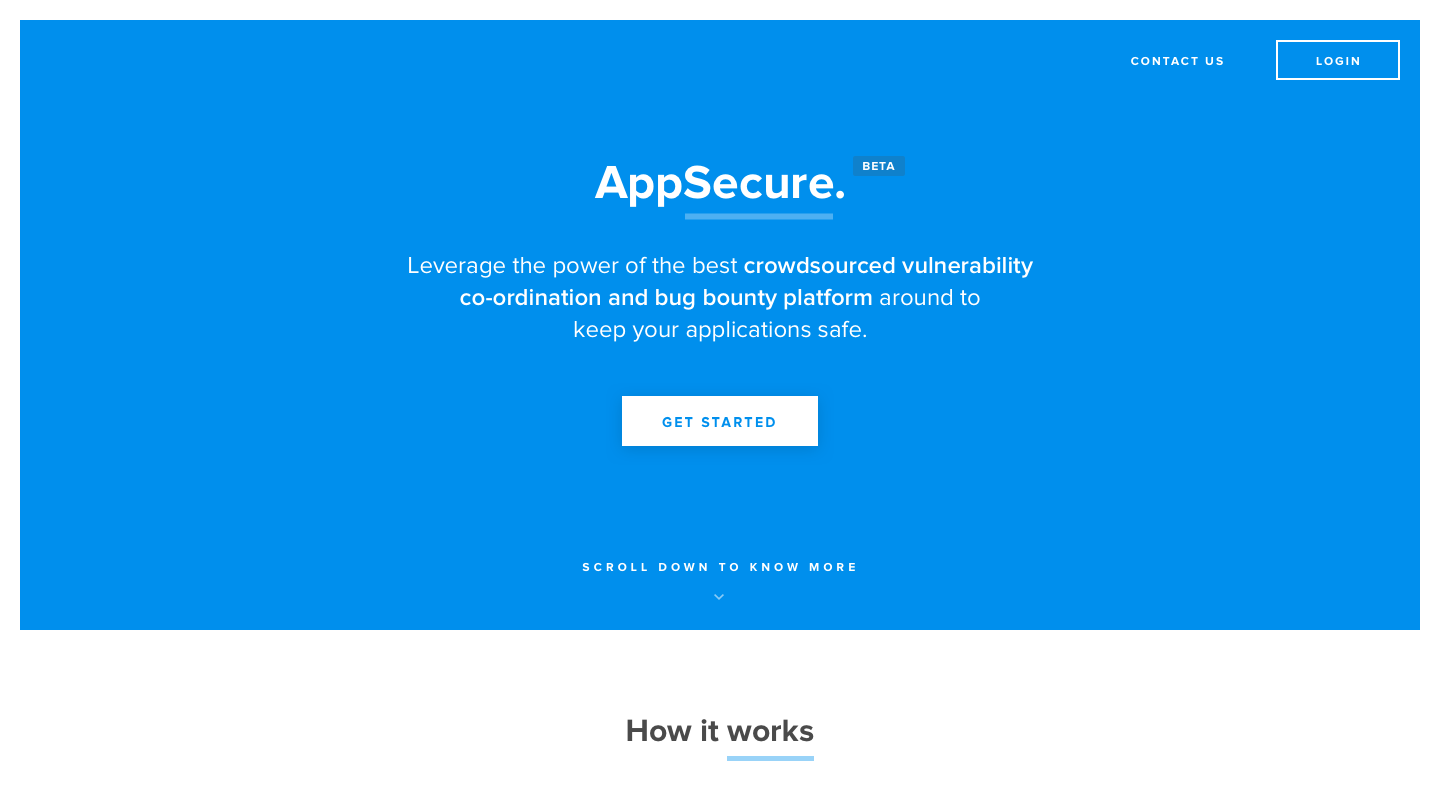 CONTACT US
LOGIN
AppSecure.
BETA
Leverage the power of the best crowdsourced vulnerability
co-ordination and bug bounty platform around to
keep your applications safe.
GET STARTED
SCROLL DOWN TO KNOW MORE
How it works